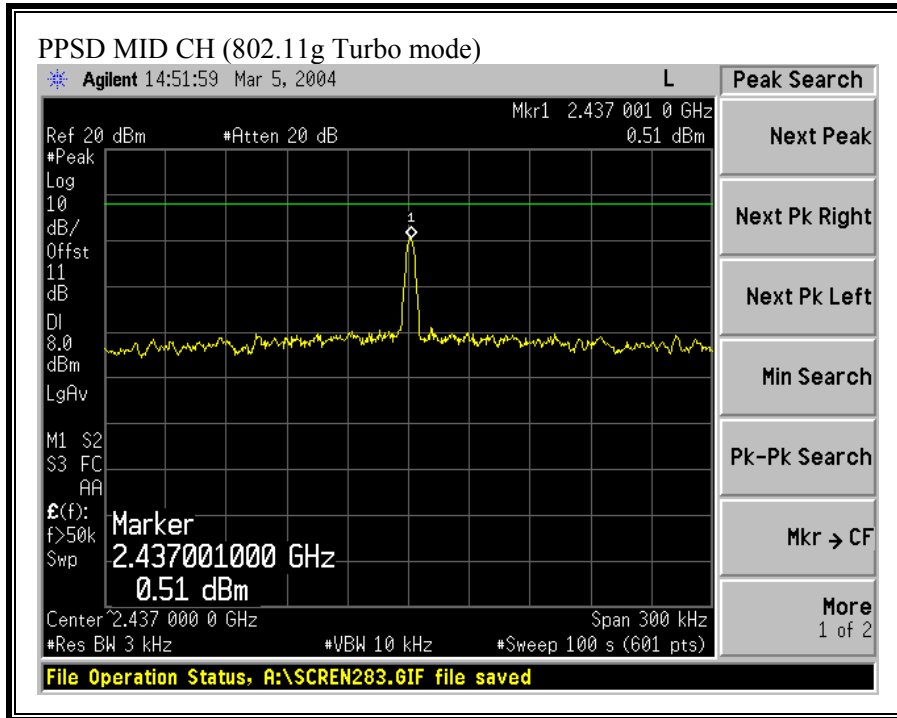 PPSD MID CH (802.11g Turbo mode)
Agilent 14:51:59 Mar 5, 2004 L
Peak Search
Mkr1 2.437 001 0 GHz
Ref 20 dBm #Atten 20 dB 0.51 dBm
#Peak
Log
10
dB/
Offst
11
dB
DI
8.0
dBm
LgAv
M1 S2
S3 FC
AA
£(f):
f>50k
Swp
1
Marker
2.437001000 GHz
0.51 dBm
Center 2.437 000 0 GHz Span 300 kHz
#Res BW 3 kHz #VBW 10 kHz #Sweep 100 s (601 pts)
Next Peak
Next Pk Right
Next Pk Left
Min Search
Pk-Pk Search
Mkr → CF
More
1 of 2
File Operation Status, A:\SCREN283.GIF file saved